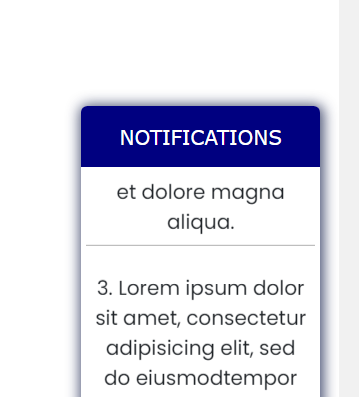 NOTIFICATIONS
et dolore magna
aliqua.
3. Lorem ipsum dolor
sit amet, consectetur
adipisicing elit, sed
do eiusmodtempor